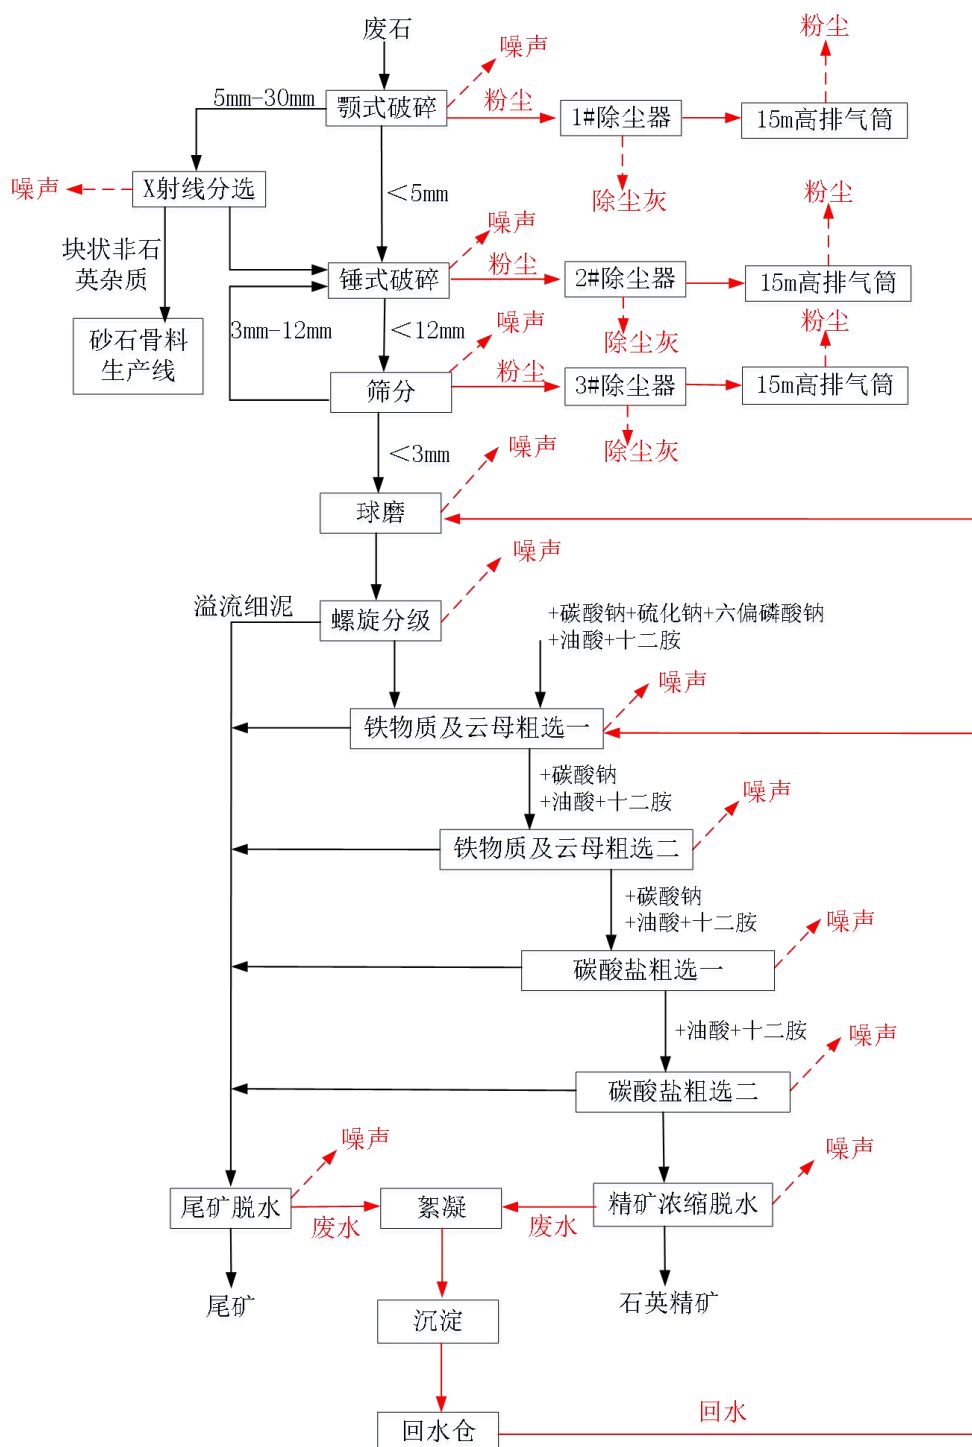 废石
噪声
粉尘
5mm-30mm
颚式破碎
粉尘
1#除尘器
15m高排气筒
噪声
X射线分选
<5mm
除尘灰
粉尘
块状非石
英杂质
噪声
锤式破碎
粉尘
2#除尘器
15m高排气筒
3mm-12mm
<12mm
噪声
除尘灰
粉尘
砂石骨料
生产线
筛分
粉尘
3#除尘器
15m高排气筒
<3mm
噪声
除尘灰
球磨
噪声
溢流细泥
螺旋分级
+碳酸钠+硫化钠+六偏磷酸钠
+油酸+十二胺
噪声
铁物质及云母粗选一
+碳酸钠
+油酸+十二胺
噪声
铁物质及云母粗选二
+碳酸钠
+油酸+十二胺
噪声
碳酸盐粗选一
+油酸+十二胺
噪声
碳酸盐粗选二
噪声
噪声
尾矿脱水
废水
絮凝
废水
精矿浓缩脱水
尾矿
沉淀
石英精矿
回水仓
回水